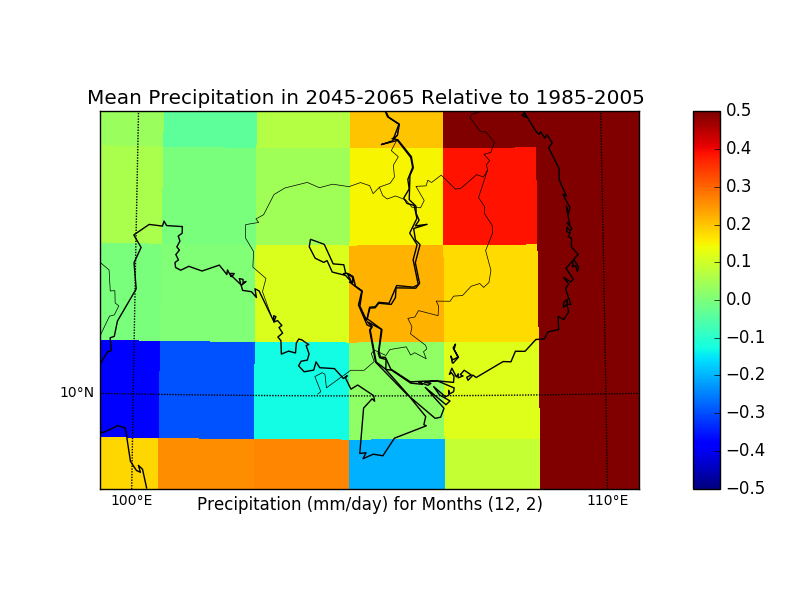 Mean Precipitation in 2045-2065 Relative to 1985-2005
0.5
0.4
0.3
0.2
0.1
0.0
−0.1
−0.2
−0.3
−0.4
−0.5
10°N
100°E
110°E
Precipitation (mm/day) for Months (12, 2)